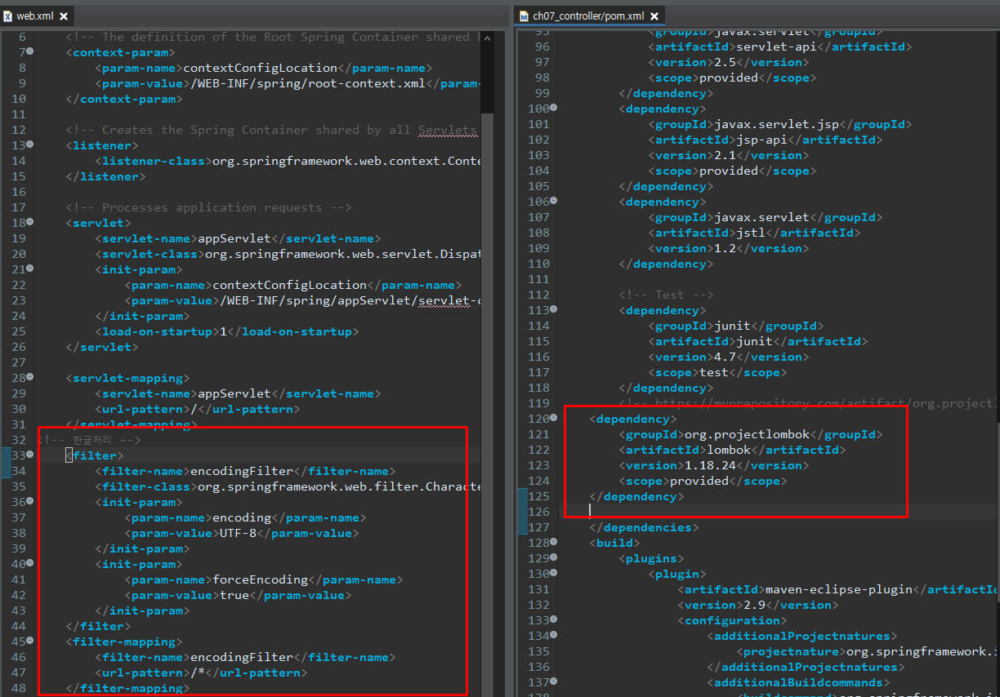 web.xml
6 <!-- The definition of the Root Spring Container shared
7 <context-param>
8 <param-name>contextConfigLocation</param-name>
9 <param-value>/WEB-INF/spring/root-context.xml</param-
10 </context-param>
11
12 <!-- Creates the Spring Container shared by all Servlets
13 <listener>
14 <listener-class>org.springframework.web.context.Conte
15 </listener>
16
17 <!-- Processes application requests -->
18 <servlet>
19 <servlet-name>appServlet</servlet-name>
20 <servlet-class>org.springframework.web.servlet.Dispat
21 <init-param>
22 <param-name>contextConfigLocation</param-name>
23 <param-value>/WEB-INF/spring/appServlet/servlet-c
24 </init-param>
25 <load-on-startup>1</load-on-startup>
26 </servlet>
27
28 <servlet-mapping>
29 <servlet-name>appServlet</servlet-name>
30 <url-pattern>/</url-pattern>
31 </servlet-mapping>
32 <!-- 한글처리 -->
33 <filter>
34 <filter-name>encodingFilter</filter-name>
35 <filter-class>org.springframework.web.filter.Characte
36 <init-param>
37 <param-name>encoding</param-name>
38 <param-value>UTF-8</param-value>
39 </init-param>
40 <init-param>
41 <param-name>forceEncoding</param-name>
42 <param-value>true</param-value>
43 </init-param>
44 </filter>
45 <filter-mapping>
46 <filter-name>encodingFilter</filter-name>
47 <url-pattern>/*</url-pattern>
48 </filter-mapping>
ch07_controller/pom.xml
95 <groupId>javax.servlet</groupId>
96 <artifactId>servlet-api</artifactId>
97 <version>2.5</version>
98 <scope>provided</scope>
99 </dependency>
100 <dependency>
101 <groupId>javax.servlet.jsp</groupId>
102 <artifactId>jsp-api</artifactId>
103 <version>2.1</version>
104 <scope>provided</scope>
105 </dependency>
106 <dependency>
107 <groupId>javax.servlet</groupId>
108 <artifactId>jstl</artifactId>
109 <version>1.2</version>
110 </dependency>
111
112 <!-- Test -->
113 <dependency>
114 <groupId>junit</groupId>
115 <artifactId>junit</artifactId>
116 <version>4.7</version>
117 <scope>test</scope>
118 </dependency>
119 <!-- https://mvnrepository.com/artifact/org.projectl
120 <dependency>
121 <groupId>org.projectlombok</groupId>
122 <artifactId>lombok</artifactId>
123 <version>1.18.24</version>
124 <scope>provided</scope>
125 </dependency>
126
127 </dependencies>
128 <build>
129 <plugins>
130 <plugin>
131 <artifactId>maven-eclipse-plugin</artifactId
132 <version>2.9</version>
133 <configuration>
134 <additionalProjectnatures>
135 <projectnature>org.springframework.i
136 </additionalProjectnatures>
137 <additionalBuildcommands>
138 <buildcommand>org.springframework.i